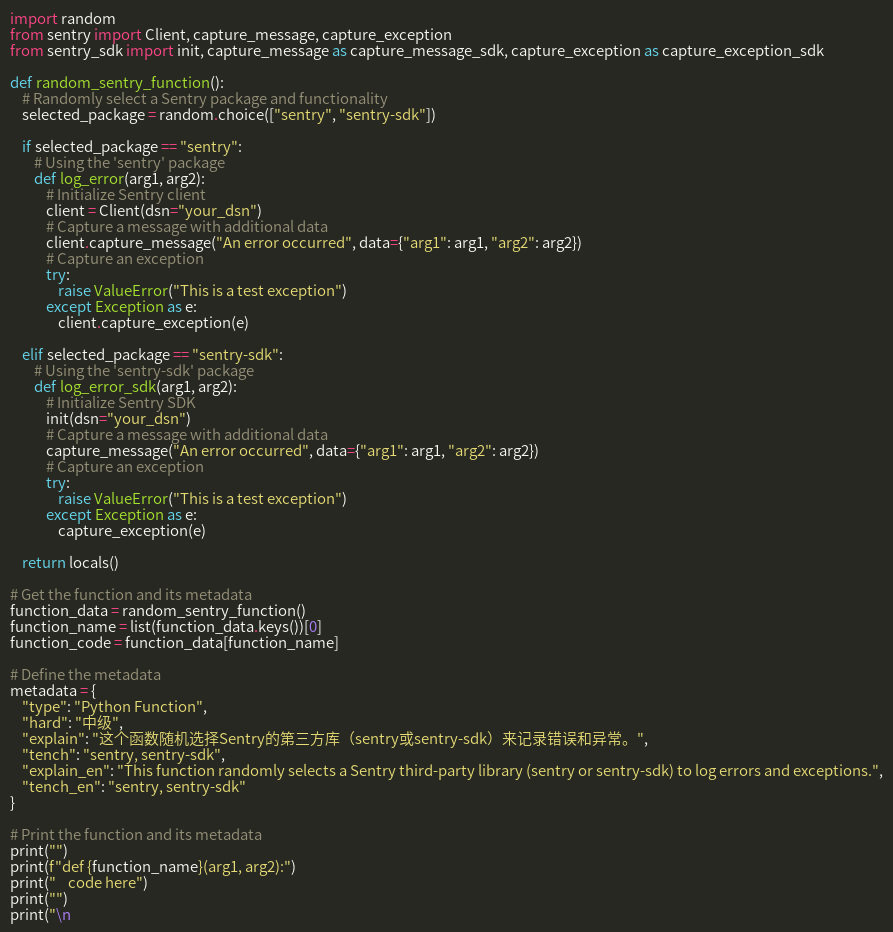 import random
from sentry import Client, capture_message, capture_exception
from sentry_sdk import init, capture_message as capture_message_sdk, capture_exception as capture_exception_sdk

def random_sentry_function():
    # Randomly select a Sentry package and functionality
    selected_package = random.choice(["sentry", "sentry-sdk"])

    if selected_package == "sentry":
        # Using the 'sentry' package
        def log_error(arg1, arg2):
            # Initialize Sentry client
            client = Client(dsn="your_dsn")
            # Capture a message with additional data
            client.capture_message("An error occurred", data={"arg1": arg1, "arg2": arg2})
            # Capture an exception
            try:
                raise ValueError("This is a test exception")
            except Exception as e:
                client.capture_exception(e)

    elif selected_package == "sentry-sdk":
        # Using the 'sentry-sdk' package
        def log_error_sdk(arg1, arg2):
            # Initialize Sentry SDK
            init(dsn="your_dsn")
            # Capture a message with additional data
            capture_message("An error occurred", data={"arg1": arg1, "arg2": arg2})
            # Capture an exception
            try:
                raise ValueError("This is a test exception")
            except Exception as e:
                capture_exception(e)

    return locals()

# Get the function and its metadata
function_data = random_sentry_function()
function_name = list(function_data.keys())[0]
function_code = function_data[function_name]

# Define the metadata
metadata = {
    "type": "Python Function",
    "hard": "中级",
    "explain": "这个函数随机选择Sentry的第三方库（sentry或sentry-sdk）来记录错误和异常。",
    "tench": "sentry, sentry-sdk",
    "explain_en": "This function randomly selects a Sentry third-party library (sentry or sentry-sdk) to log errors and exceptions.",
    "tench_en": "sentry, sentry-sdk"
}

# Print the function and its metadata
print("")
print(f"def {function_name}(arg1, arg2):")
print("    code here")
print("")
print("\n